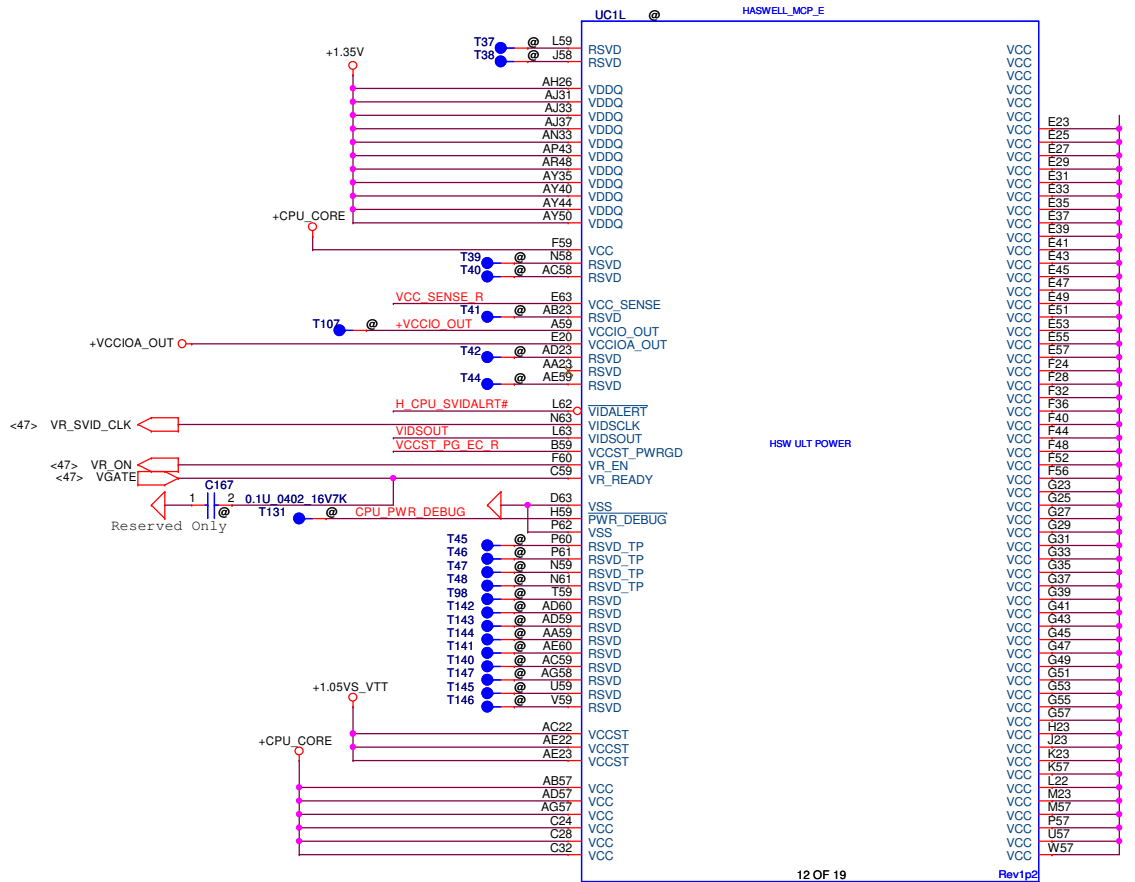 UC1L @ HASWELL_MCP_E
+1.35V
T37 @ L59 RSVD VCC
T38 @ J58 RSVD VCC
VCC
AH26 VDDQ VCC
AJ31 VDDQ VCC
AJ33 VDDQ VCC
AJ37 VDDQ VCC E23
AN33 VDDQ VCC E25
AP43 VDDQ VCC E27
AR48 VDDQ VCC E29
AY35 VDDQ VCC E31
AY40 VDDQ VCC E33
AY44 VDDQ VCC E35
AY50 VDDQ VCC E37
+CPU_CORE
VCC E39
F59 VCC VCC E41
T39 @ N58 RSVD VCC E43
T40 @ AC58 RSVD VCC E45
VCC E47
VCC_SENSE_R E63 VCC_SENSE VCC E49
T41 @ AB23 RSVD VCC E51
T107 @ +VCCIO_OUT A59 VCCIO_OUT VCC E53
+VCCIOA_OUT E20 VCCIOA_OUT VCC E55
T42 @ AD23 RSVD VCC E57
AA23 RSVD VCC F24
T44 @ AE59 RSVD VCC F28
VCC F32
H_CPU_SVIDALRT# L62 VIDALERT VCC F36
<47> VR_SVID_CLK N63 VIDSCLK VCC F40
VIDSOUT L63 VIDSOUT VCC F44
VCCST_PG_EC_R B59 VCCST_PWRGD HSW ULT POWER VCC F48
<47> VR_ON F60 VR_EN VCC F52
<47> VGATE C59 VR_READY VCC F56
VCC G23
C167
1 2 0.1U_0402_16V7K @ D63 VSS VCC G25
Reserved Only T131 @ CPU_PWR_DEBUG H59 PWR_DEBUG VCC G27
P62 VSS VCC G29
T45 @ P60 RSVD_TP VCC G31
T46 @ P61 RSVD_TP VCC G33
T47 @ N59 RSVD_TP VCC G35
T48 @ N61 RSVD_TP VCC G37
T98 @ T59 RSVD VCC G39
T142 @ AD60 RSVD VCC G41
T143 @ AD59 RSVD VCC G43
T144 @ AA59 RSVD VCC G45
T141 @ AE60 RSVD VCC G47
T140 @ AC59 RSVD VCC G49
T147 @ AG58 RSVD VCC G51
T145 @ U59 RSVD VCC G53
T146 @ V59 RSVD VCC G55
+1.05VS_VTT
VCC G57
AC22 VCCST VCC H23
AE22 VCCST VCC J23
AE23 VCCST VCC K23
+CPU_CORE
VCC K57
AB57 VCC VCC L22
AD57 VCC VCC M23
AG57 VCC VCC M57
C24 VCC VCC P57
C28 VCC VCC U57
C32 VCC VCC W57
12 OF 19 Rev1p2